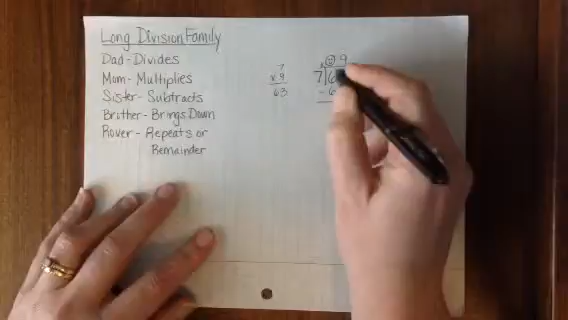 Long Division Family
Dad- Divides
Mom- Multiplies
Sister- Subtracts
Brother- Brings Down
Rover- Repeats or
Remainder
7
x 9
63
9
7 6
- 6